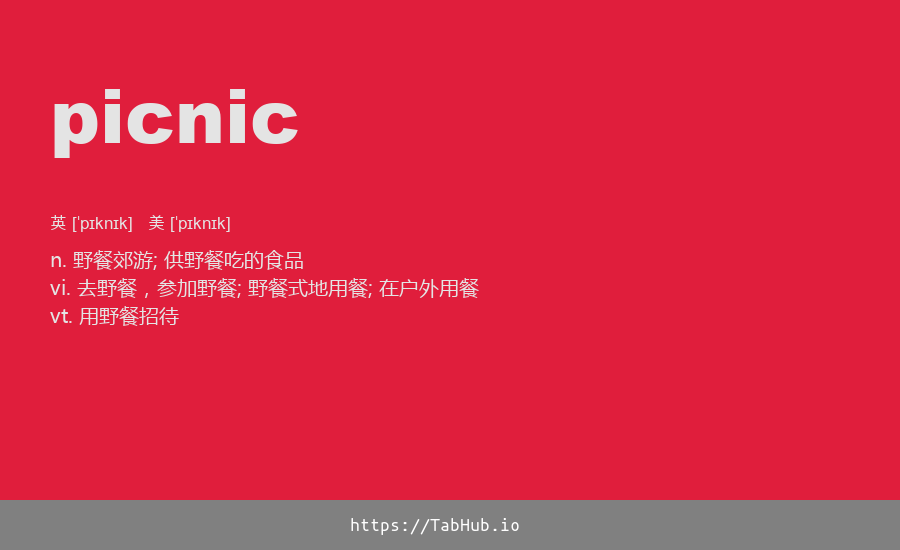 picnic
英 [ˈpɪknɪk] 美 [ˈpɪknɪk]
n. 野餐郊游; 供野餐吃的食品
vi. 去野餐，参加野餐; 野餐式地用餐; 在户外用餐
vt. 用野餐招待
https://TabHub.io